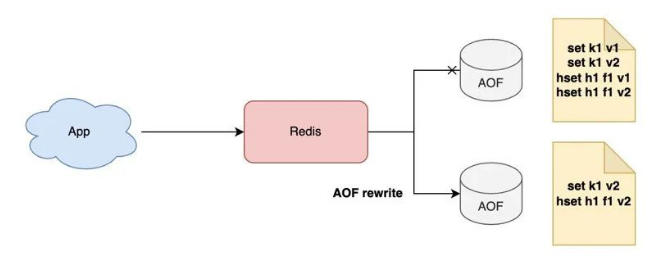 App
Redis
AOF rewrite
AOF
AOF
set k1 v1
set k1 v2
hset h1 f1 v1
hset h1 f1 v2
set k1 v2
hset h1 f1 v2